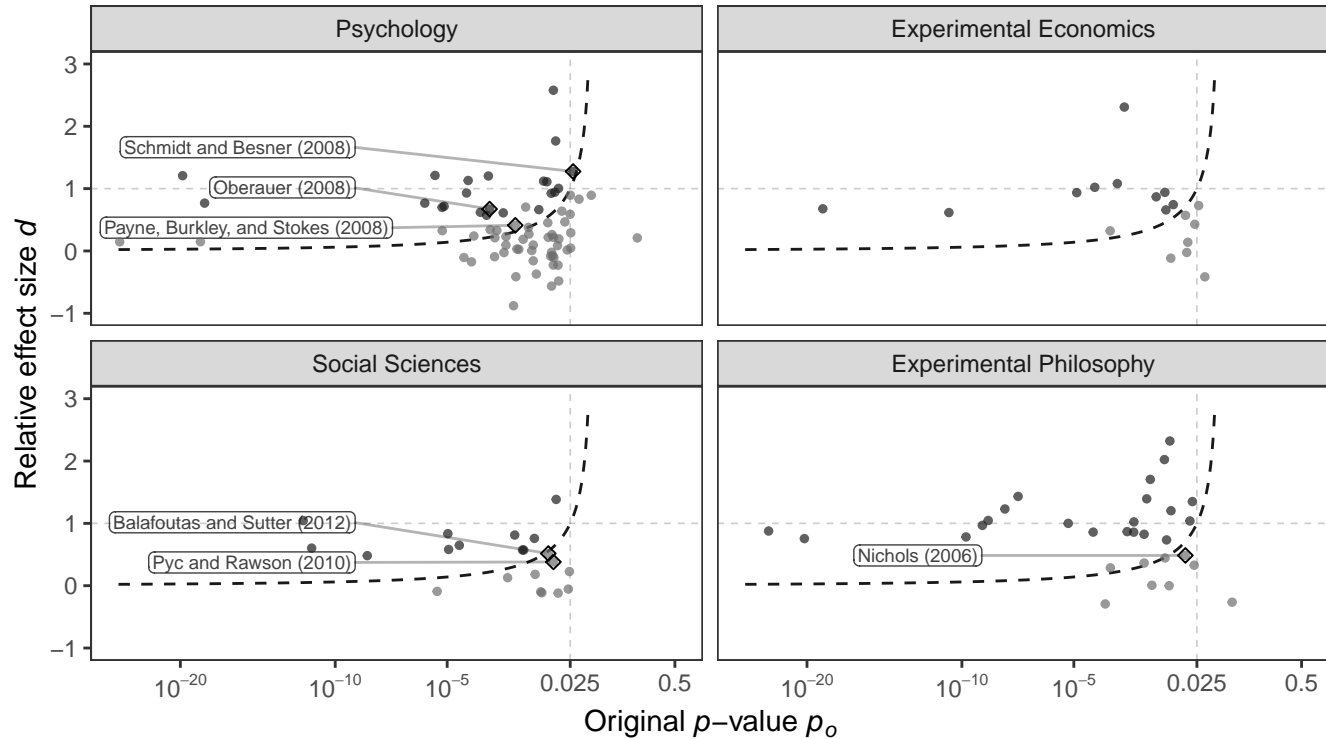 Psychology
Experimental Economics
Relative effect size d
3
2
1
0
−1
Schmidt and Besner (2008)
Oberauer (2008)
Payne, Burkley, and Stokes (2008)
Social Sciences
Experimental Philosophy
3
2
1
0
−1
Balafoutas and Sutter (2012)
Pyc and Rawson (2010)
Nichols (2006)
10⁻²⁰ 10⁻¹⁰ 10⁻⁵ 0.025 0.5
10⁻²⁰ 10⁻¹⁰ 10⁻⁵ 0.025 0.5
Original p−value pₒ